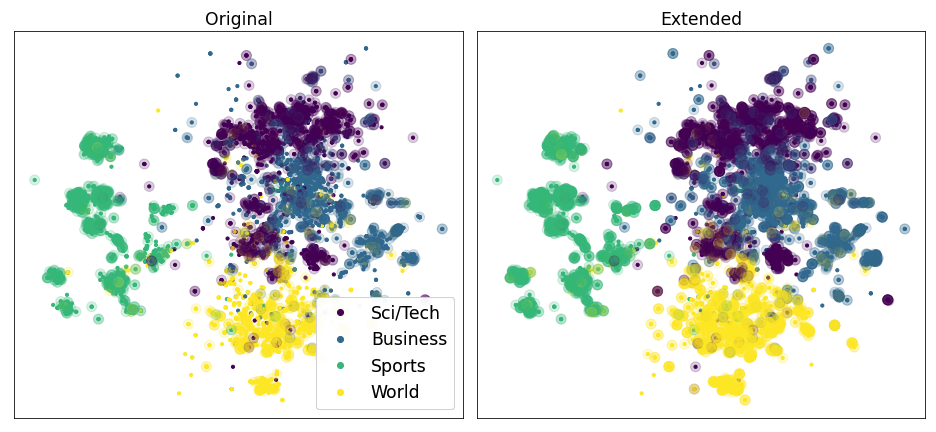 Original
Extended
Sci/Tech
Business
Sports
World